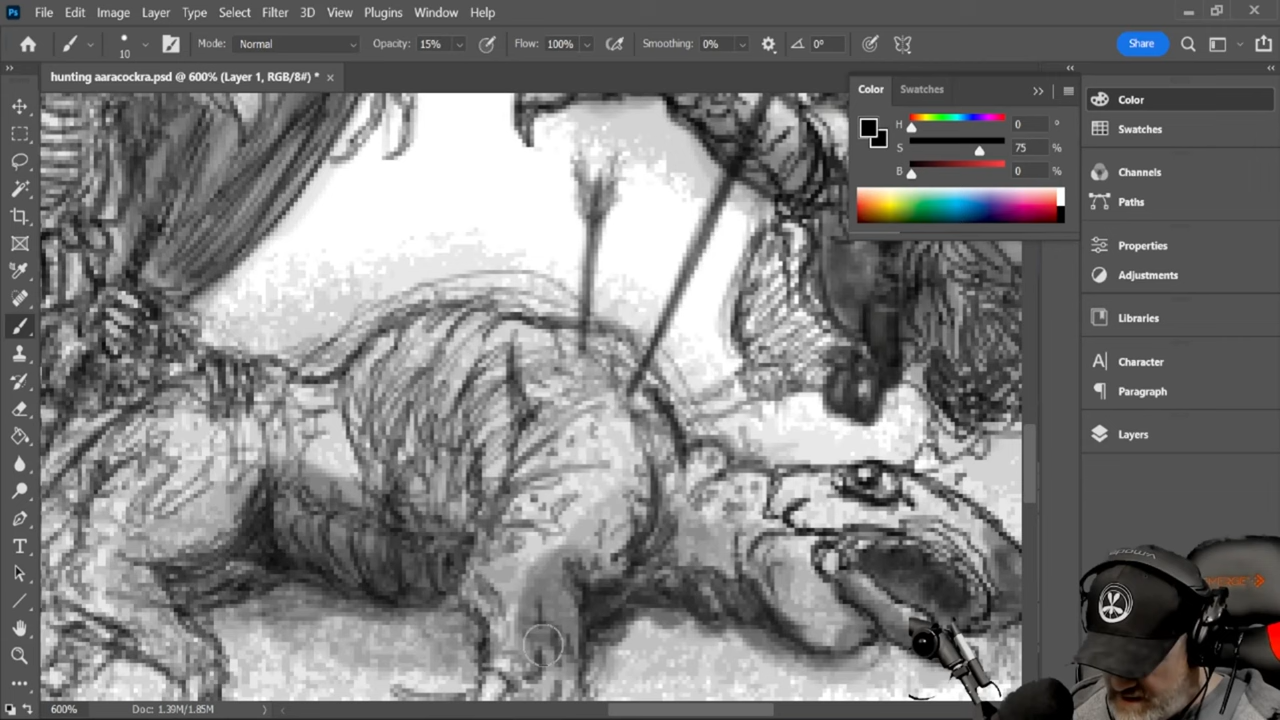 Ps File Edit Image Layer Type Select Filter 3D View Plugins Window Help
10 Mode: Normal Opacity: 15% Flow: 100% Smoothing: 0% 0° Share
hunting aaracockra.psd @ 600% (Layer 1, RGB/8#) * ×
Color Swatches
H 0 °
S 75 %
B 0 %
Color
Swatches
Channels
Paths
Properties
Adjustments
Libraries
Character
Paragraph
Layers
600% Doc: 1.39M/1.85M